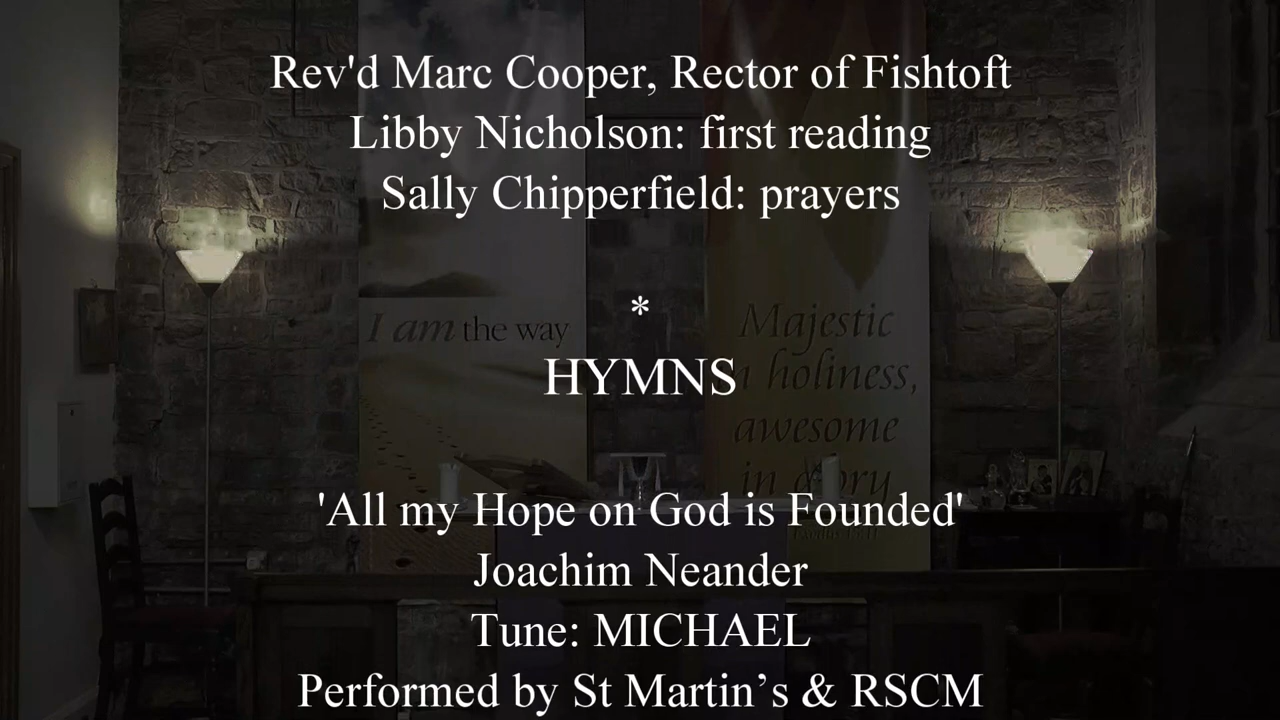 Rev'd Marc Cooper, Rector of Fishtoft
Libby Nicholson: first reading
Sally Chipperfield: prayers
*
I am the way
Majestic
holiness,
awesome
in
HYMNS
'All my Hope on God is Founded'
Joachim Neander
Tune: MICHAEL
Performed by St Martin’s & RSCM